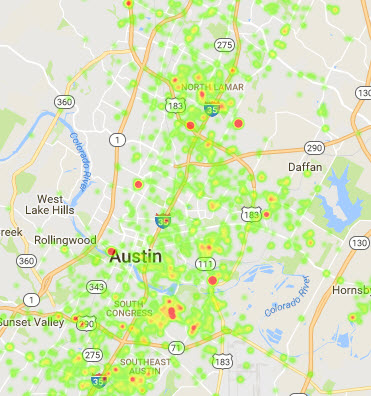 275
NORTH LAMAR
360
183
35
130
1
290
Colorado River
Daffan
West
Lake Hills
183
35
Rollingwood
creek
130
360
Austin
111
343
Colorado River
1
SOUTH
CONGRESS
Hornsby
Sunset Valley
290
71
275
SOUTHEAST
AUSTIN
183
35